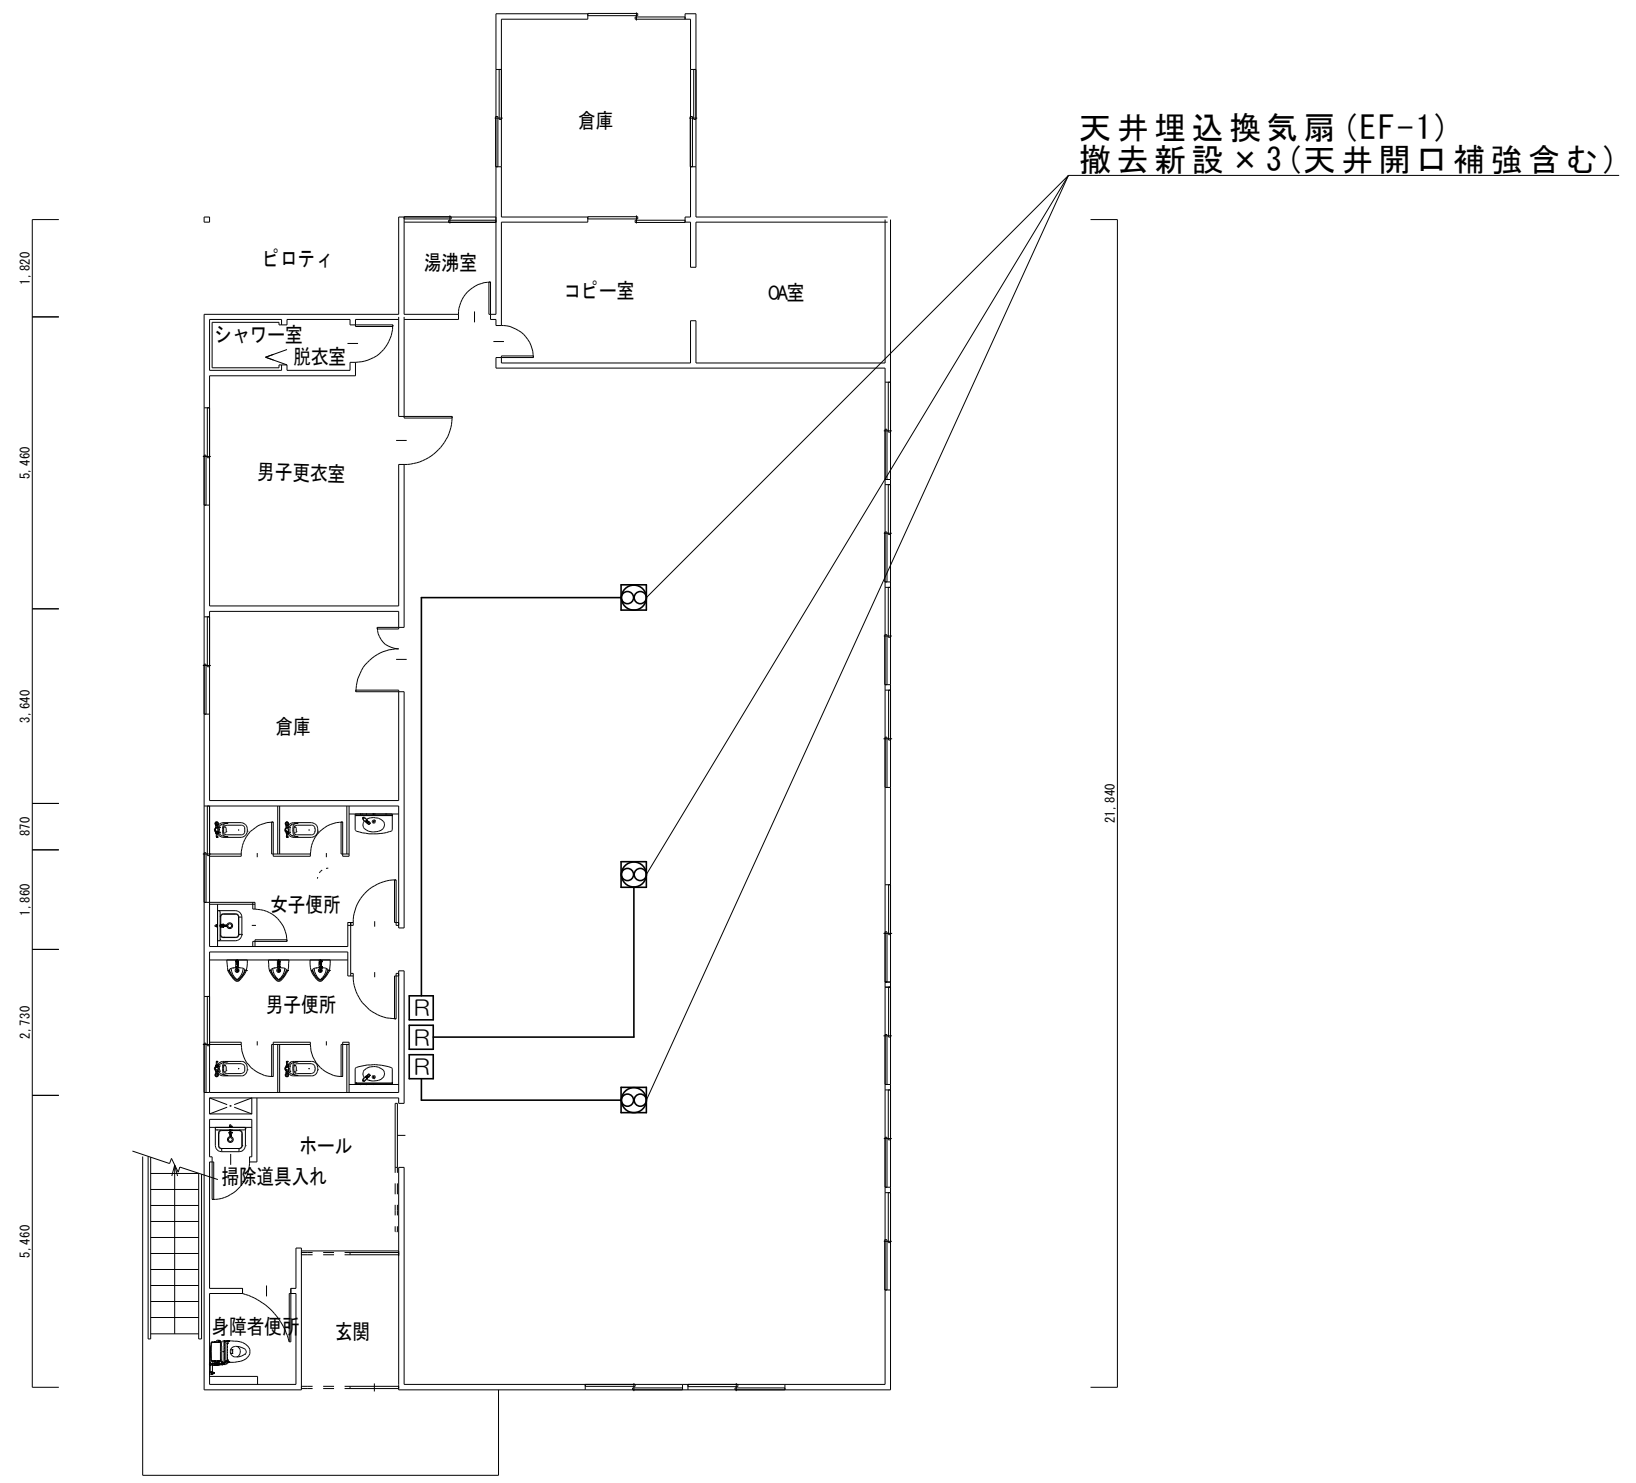 倉庫
天井埋込換気扇(EF-1)
撤去新設×3(天井開口補強含む)
ピロティ
湯沸室
コピー室
OA室
1,820
シャワー室
脱衣室
5,460
男子更衣室
3,640
倉庫
870
21,840
1,860
女子便所
2,730
男子便所
R
R
R
ホール
掃除道具入れ
5,460
身障者便所
玄関